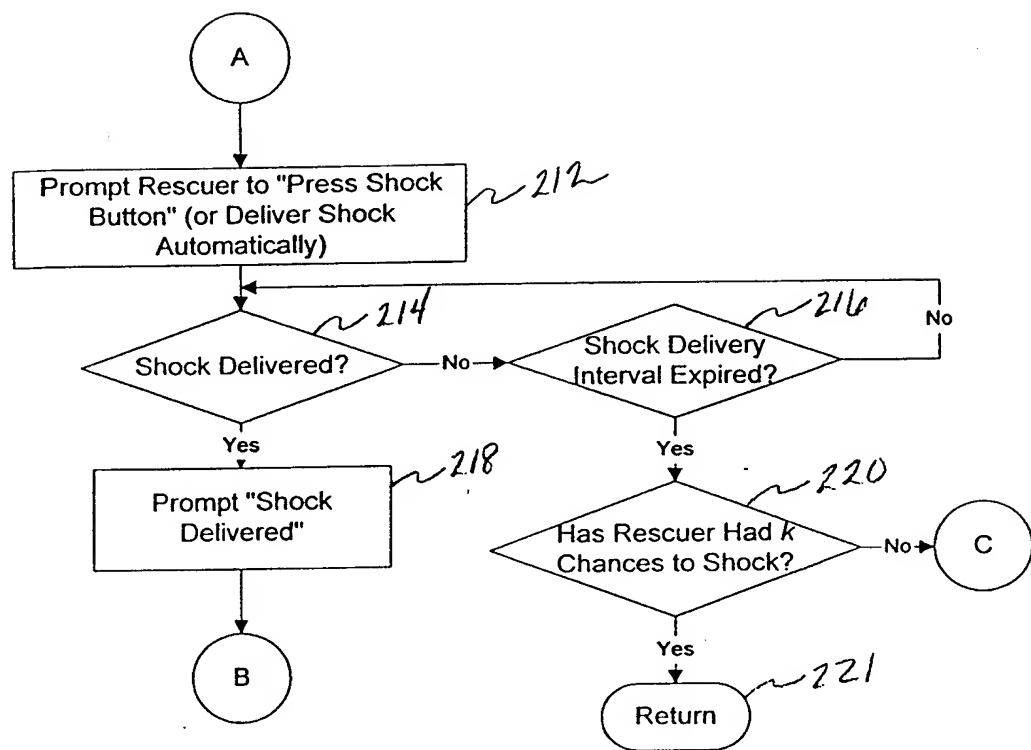 A
Prompt Rescuer to "Press Shock
Button" (or Deliver Shock
Automatically)
212
214
216
No
Shock Delivered?
No
Shock Delivery
Interval Expired?
Yes
Yes
218
220
Prompt "Shock
Delivered"
Has Rescuer Had k
Chances to Shock?
No
C
Yes
221
B
Return